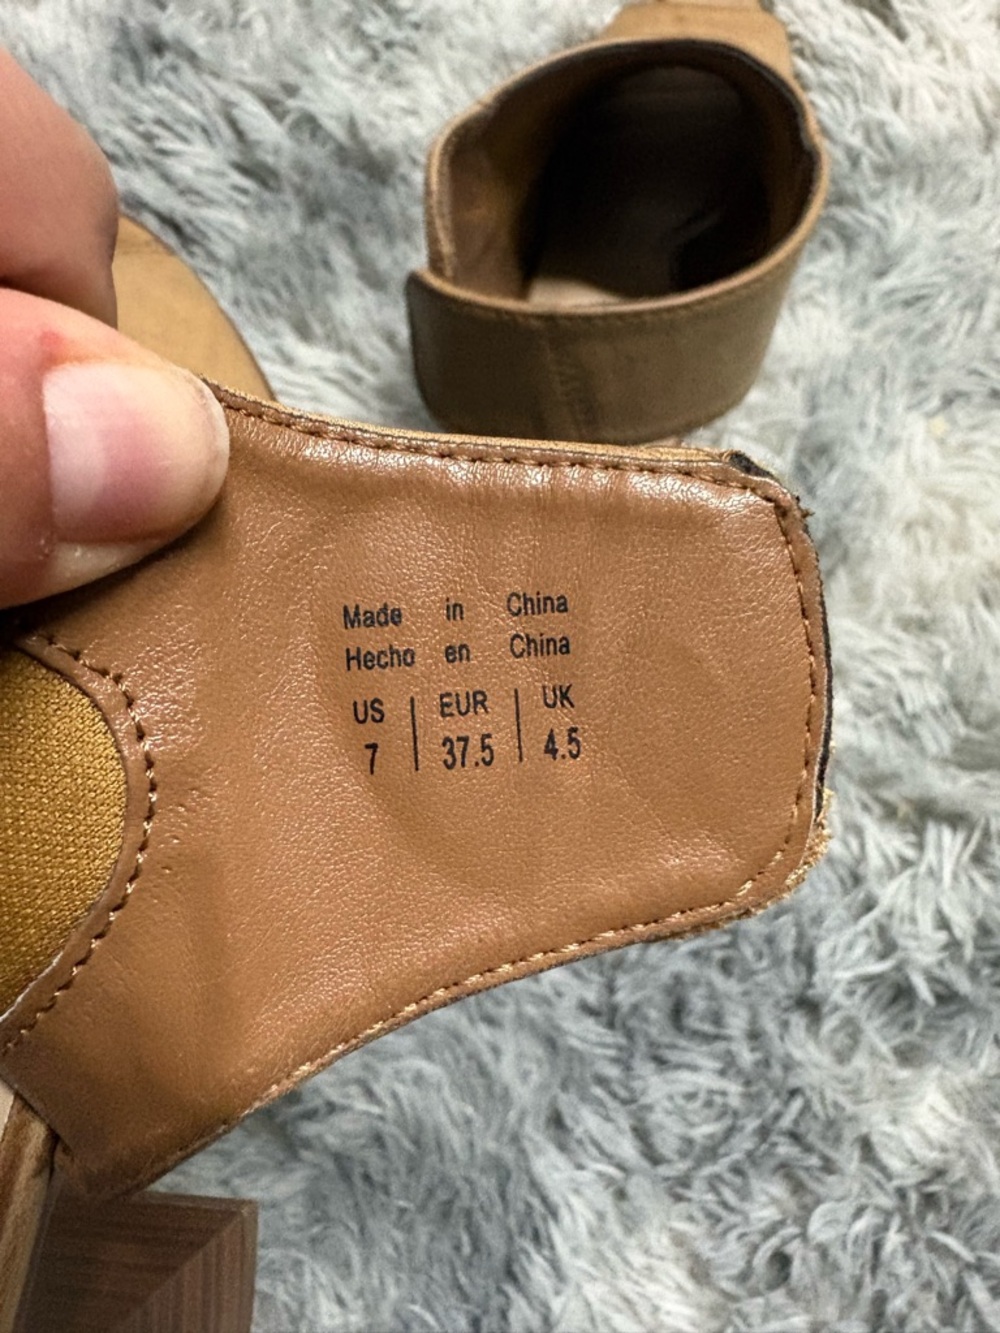 Made in China
Hecho en China
US | EUR | UK
7 | 37.5 | 4.5